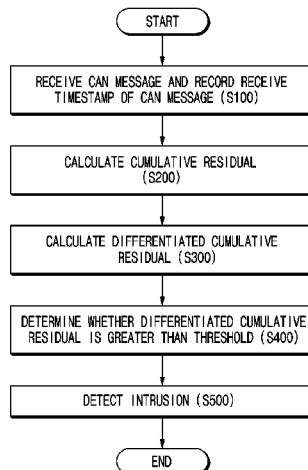 START
RECEIVE CAN MESSAGE AND RECORD RECEIVE
TIMESTAMP OF CAN MESSAGE (S100)
CALCULATE CUMULATIVE RESIDUAL
(S200)
CALCULATE DIFFERENTIATED CUMULATIVE
RESIDUAL (S300)
DETERMINE WHETHER DIFFERENTIATED CUMULATIVE
RESIDUAL IS GREATER THAN THRESHOLD (S400)
DETECT INTRUSION (S500)
END